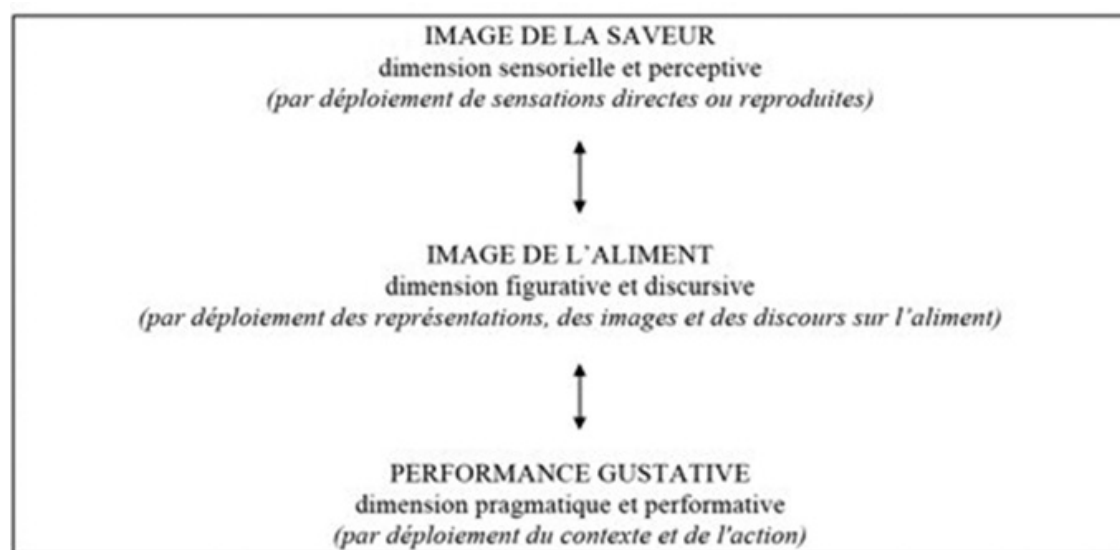 IMAGE DE LA SAVEUR
dimension sensorielle et perceptive
(par déploiement de sensations directes ou reproduites)
IMAGE DE L'ALIMENT
dimension figurative et discursive
(par déploiement des représentations, des images et des discours sur l'aliment)
PERFORMANCE GUSTATIVE
dimension pragmatique et performative
(par déploiement du contexte et de l'action)